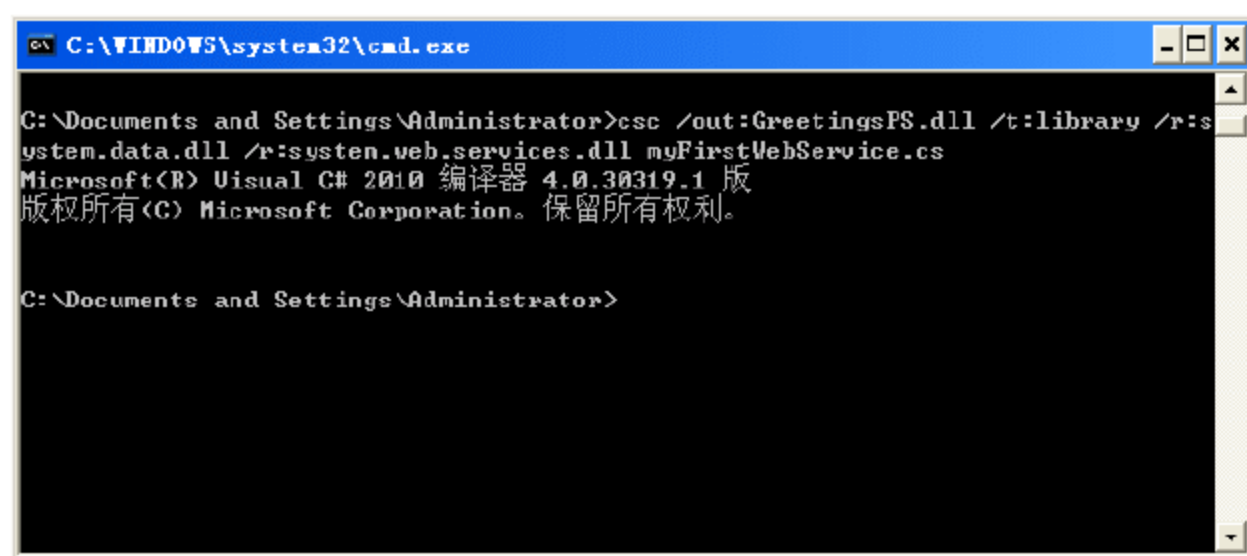 C:\WINDOWS\system32\cmd.exe
C:\Documents and Settings\Administrator>csc /out:GreetingsPS.dll /t:library /r:s
ystem.data.dll /r:system.web.services.dll myFirstWebService.cs
Microsoft(R) Visual C# 2010 编译器 4.0.30319.1 版
版权所有(C) Microsoft Corporation。保留所有权利。
C:\Documents and Settings\Administrator>